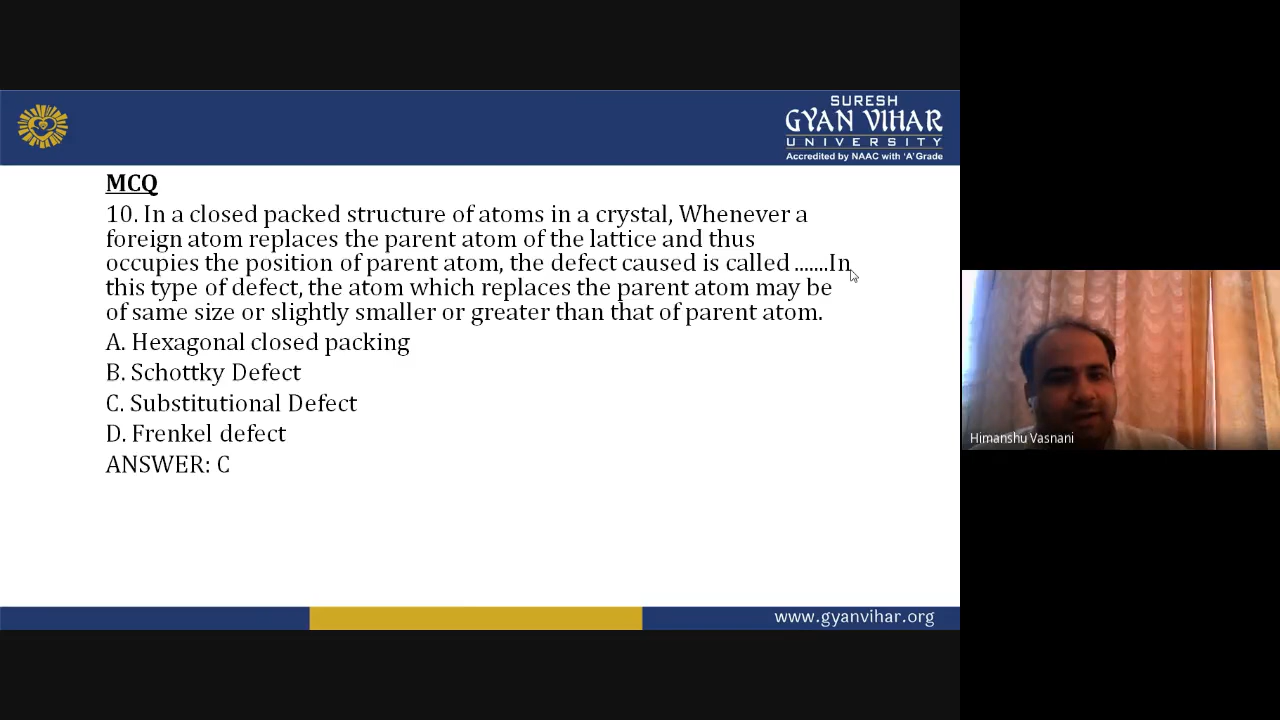 SURESH
GYAN VIHAR
UNIVERSITY
Accredited by NAAC with 'A' Grade
MCQ
10. In a closed packed structure of atoms in a crystal, Whenever a
foreign atom replaces the parent atom of the lattice and thus
occupies the position of parent atom, the defect caused is called .......In
this type of defect, the atom which replaces the parent atom may be
of same size or slightly smaller or greater than that of parent atom.
A. Hexagonal closed packing
B. Schottky Defect
C. Substitutional Defect
D. Frenkel defect
ANSWER: C
Himanshu Vasnani
www.gyanvihar.org